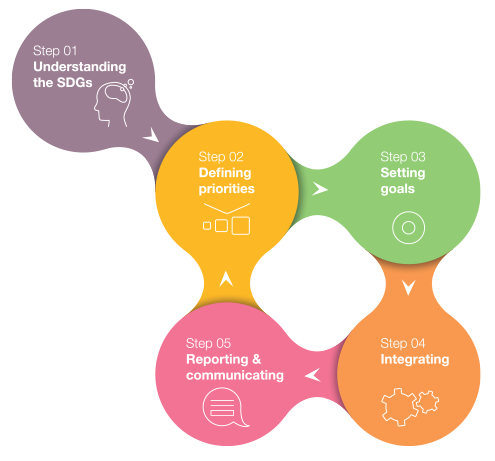 Step 01
Understanding
the SDGs
Step 02
Defining
priorities
Step 03
Setting
goals
Step 04
Integrating
Step 05
Reporting &
communicating